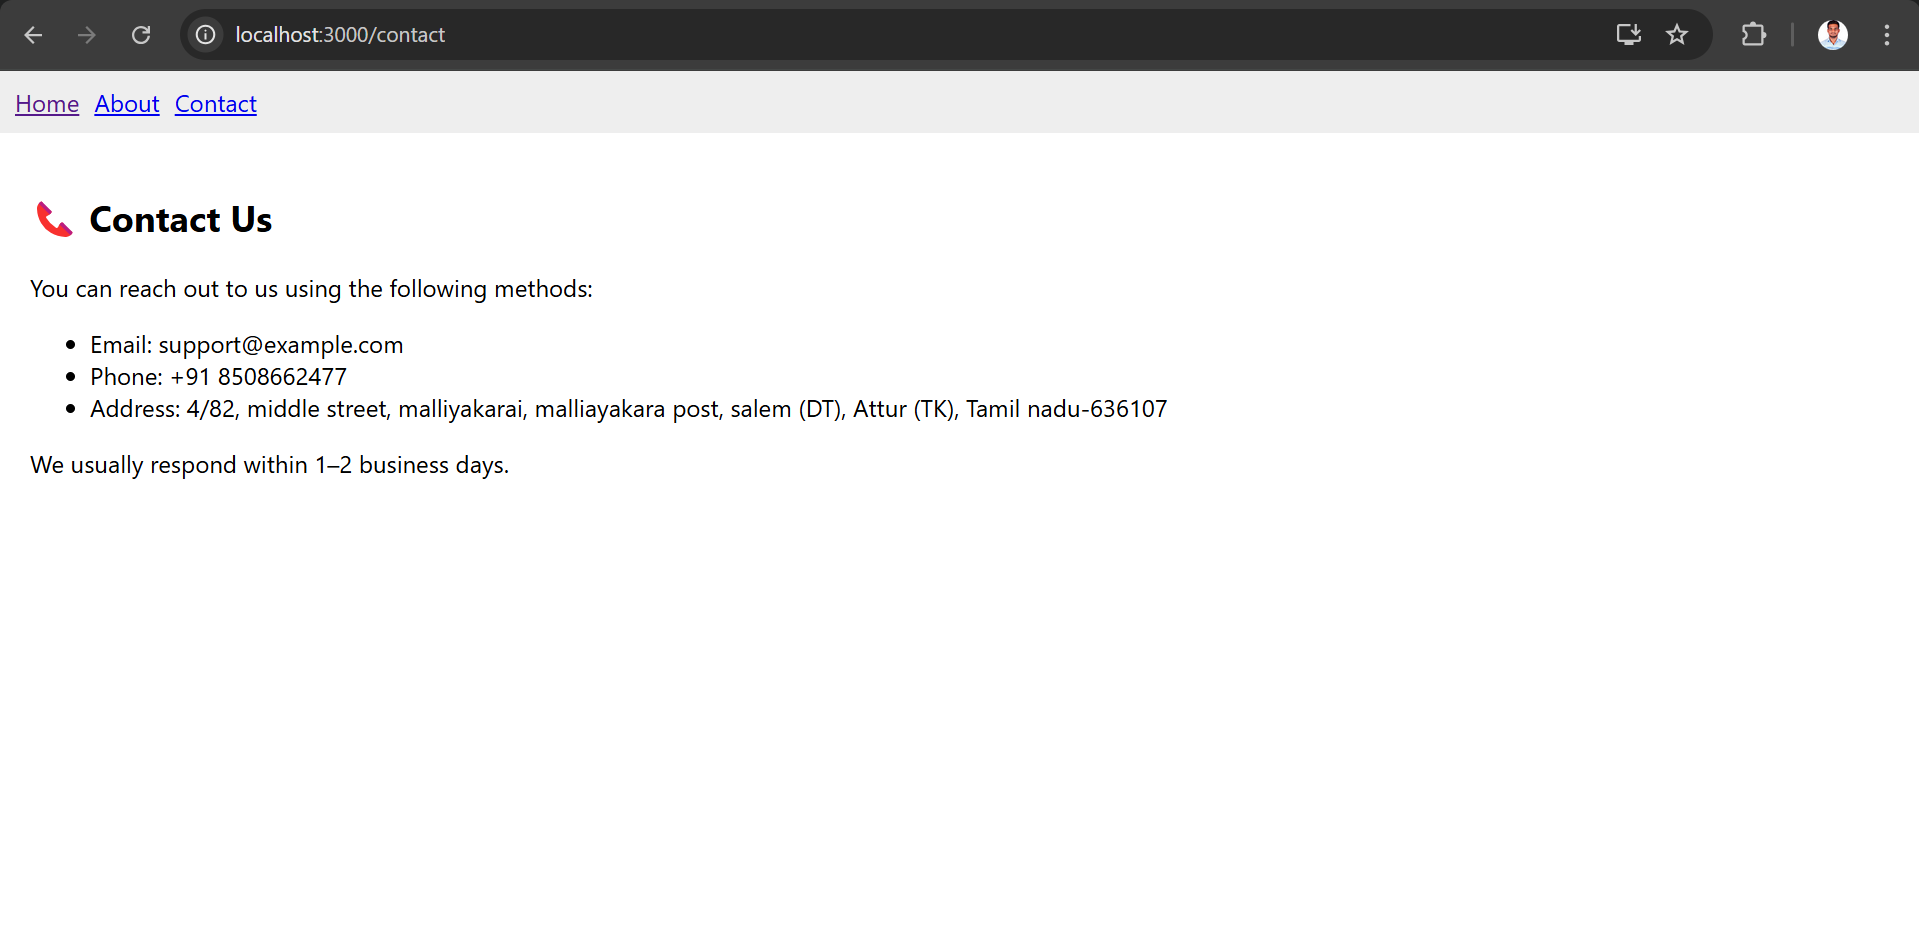 localhost:3000/contact
Home About Contact
Contact Us
You can reach out to us using the following methods:
Email: support@example.com
Phone: +91 8508662477
Address: 4/82, middle street, malliyakarai, malliayakara post, salem (DT), Attur (TK), Tamil nadu-636107
We usually respond within 1–2 business days.